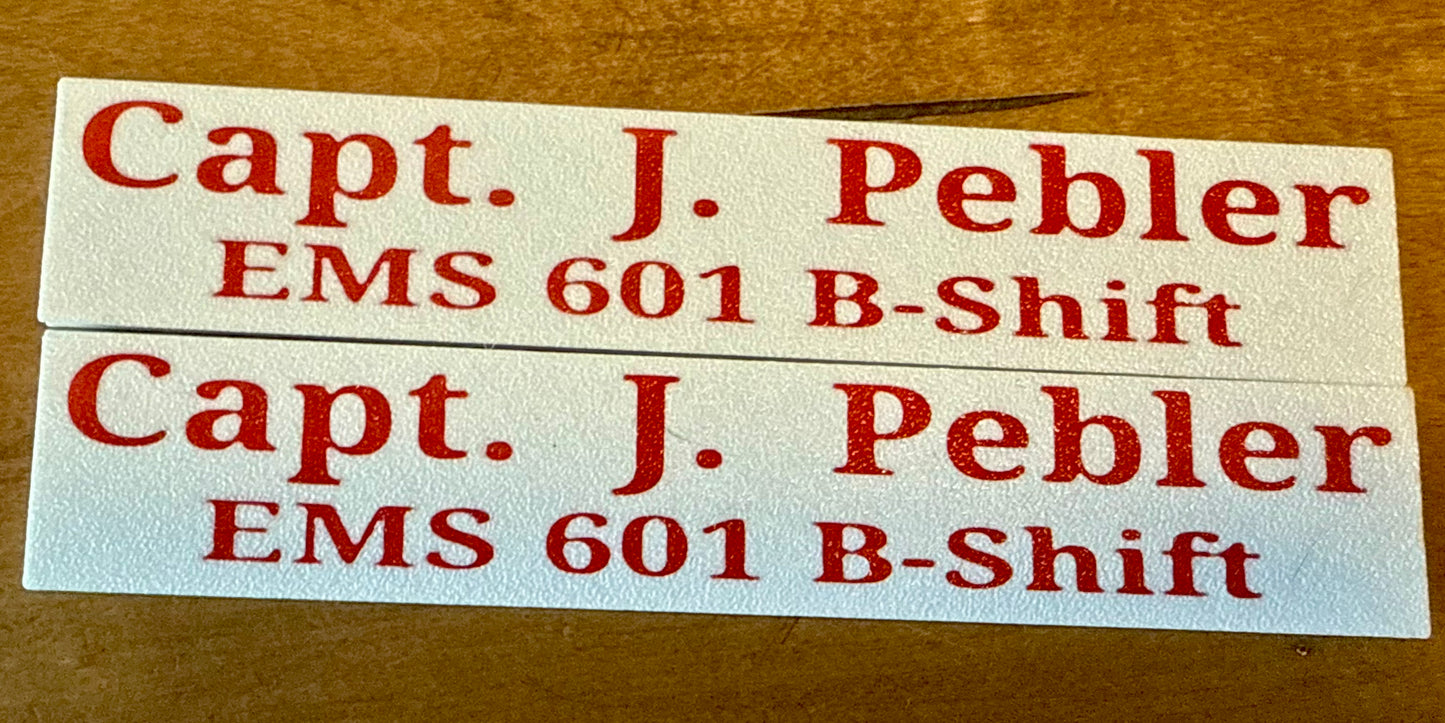 Capt. J. Pebler
EMS 601 B-Shift
Capt. J. Pebler
EMS 601 B-Shift